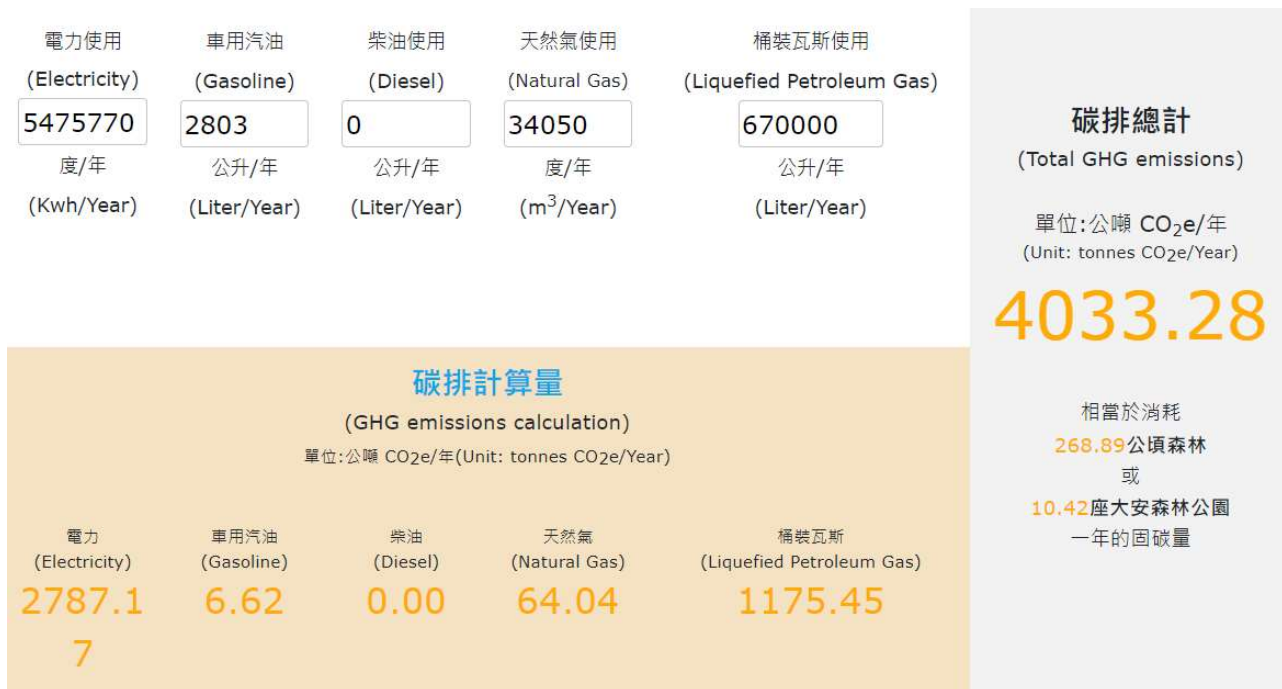 電力使用
(Electricity)
5475770
度/年
(Kwh/Year)
車用汽油
(Gasoline)
2803
公升/年
(Liter/Year)
柴油使用
(Diesel)
0
公升/年
(Liter/Year)
天然氣使用
(Natural Gas)
34050
度/年
(m³/Year)
桶裝瓦斯使用
(Liquefied Petroleum Gas)
670000
公升/年
(Liter/Year)
碳排總計
(Total GHG emissions)
單位:公噸 CO₂e/年
(Unit: tonnes CO2e/Year)
4033.28
相當於消耗
268.89公頃森林
或
10.42座大安森林公園
一年的固碳量
碳排計算量
(GHG emissions calculation)
單位:公噸 CO2e/年(Unit: tonnes CO2e/Year)
電力
(Electricity)
2787.1
7
車用汽油
(Gasoline)
6.62
柴油
(Diesel)
0.00
天然氣
(Natural Gas)
64.04
桶裝瓦斯
(Liquefied Petroleum Gas)
1175.45